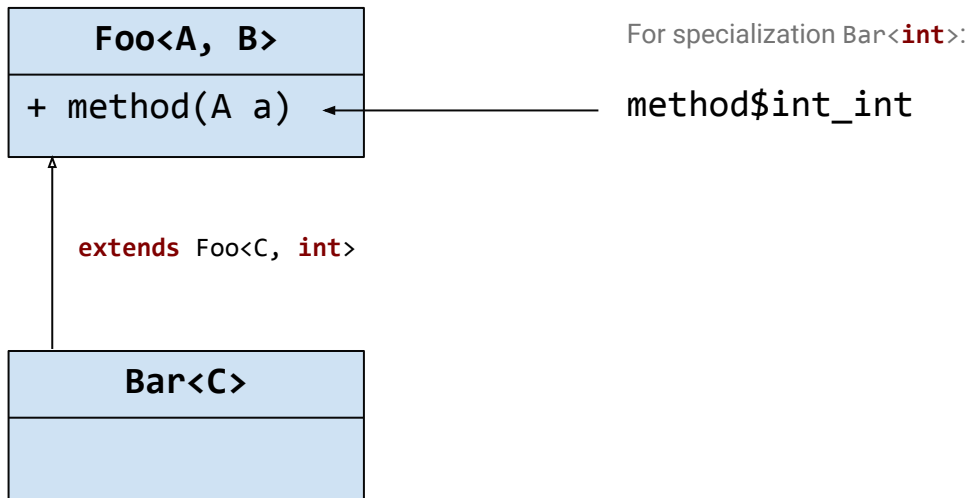 Foo<A, B>
For specialization Bar<int>:
+ method(A a)
method$int_int
extends Foo<C, int>
Bar<C>